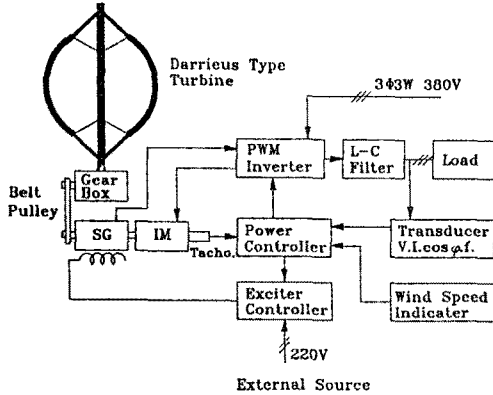 Darrieus Type
Turbine
3Φ3W 380V
PWM
Inverter
L-C
Filter
Load
Gear
Box
Belt
Pulley
SG
IM
Tacho.
Power
Controller
Transducer
V.I.cosφ.f.
Exciter
Controller
Wind Speed
Indicater
220V
External Source